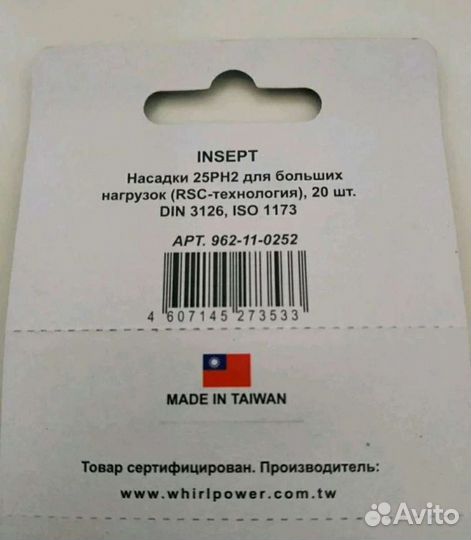 INSEPT
Насадки 25PH2 для больших
нагрузок (RSC-технология), 20 шт.
DIN 3126, ISO 1173
АРТ. 962-11-0252
4 607145 273533
MADE IN TAIWAN
Товар сертифицирован. Производитель:
www.whirlpower.com.tw
Avito